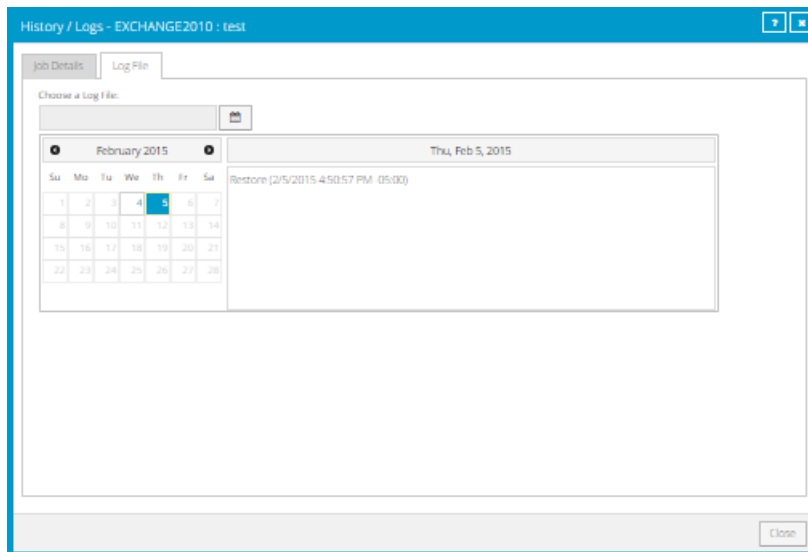 History / Logs - EXCHANGE2010 : test
?
Job Details Log File
Choose a Log File:
February 2015 Thu, Feb 5, 2015
Su Mo Tu We Th Fr Sa
Restore (2/5/2015 4:50:57 PM -05:00)
1 2 3 4 5 6 7
8 9 10 11 12 13 14
15 16 17 18 19 20 21
22 23 24 25 26 27 28
Close